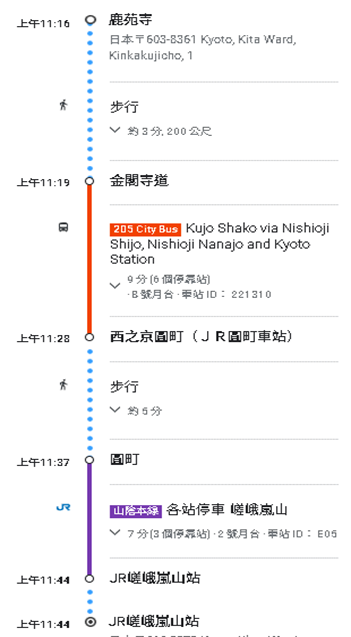 上午11:16 鹿苑寺
日本〒603-8361 Kyoto, Kita Ward,
Kinkakujicho, 1
步行
約 3 分, 200 公尺
上午11:19 金閣寺道
205 City Bus Kujo Shako via Nishioji
Shijo, Nishioji Nanajo and Kyoto
Station
9 分 (6 個停靠站)
· B 號月台 · 車站 ID： 221310
上午11:28 西之京圓町（ＪＲ圓町車站）
步行
約 6 分
上午11:37 圓町
JR 山陰本線 各站停車 嵯峨嵐山
7 分 (3 個停靠站) · 2 號月台 · 車站 ID： E06
上午11:44 JR嵯峨嵐山站
上午11:44 JR嵯峨嵐山站